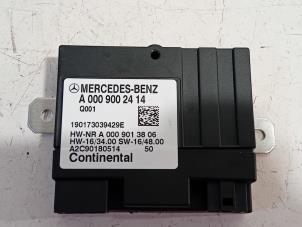 MERCEDES-BENZ
A 000 900 24 14
Q001
190173039429E
HW-NR A 000 901 38 06
HW-16/34.00 SW-16/48.00
A2C90180514 50
Continental